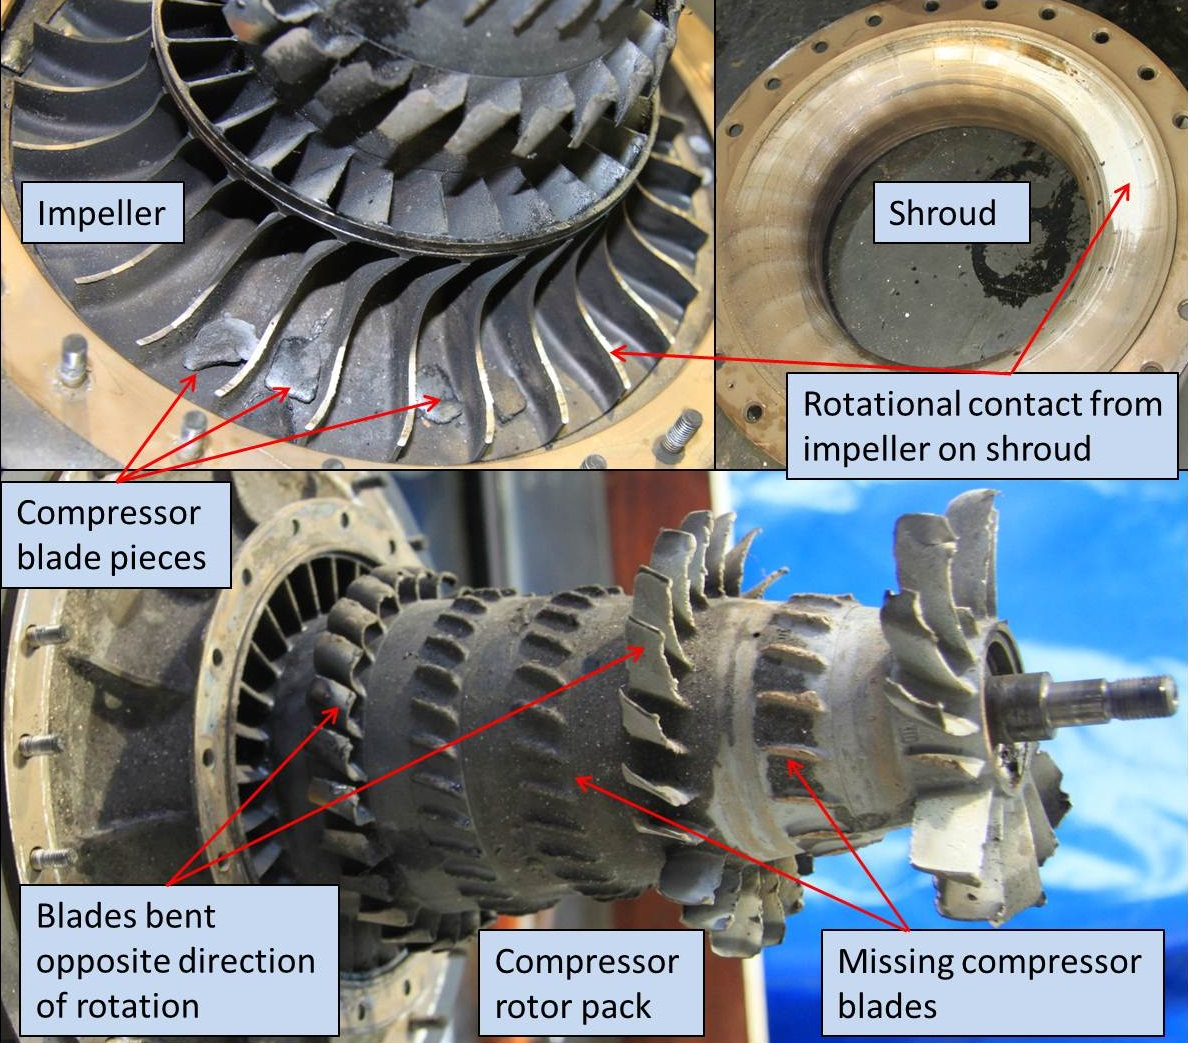 Impeller
Shroud
Rotational contact from
impeller on shroud
Compressor
blade pieces
Blades bent
opposite direction
of rotation
Compressor
rotor pack
Missing compressor
blades